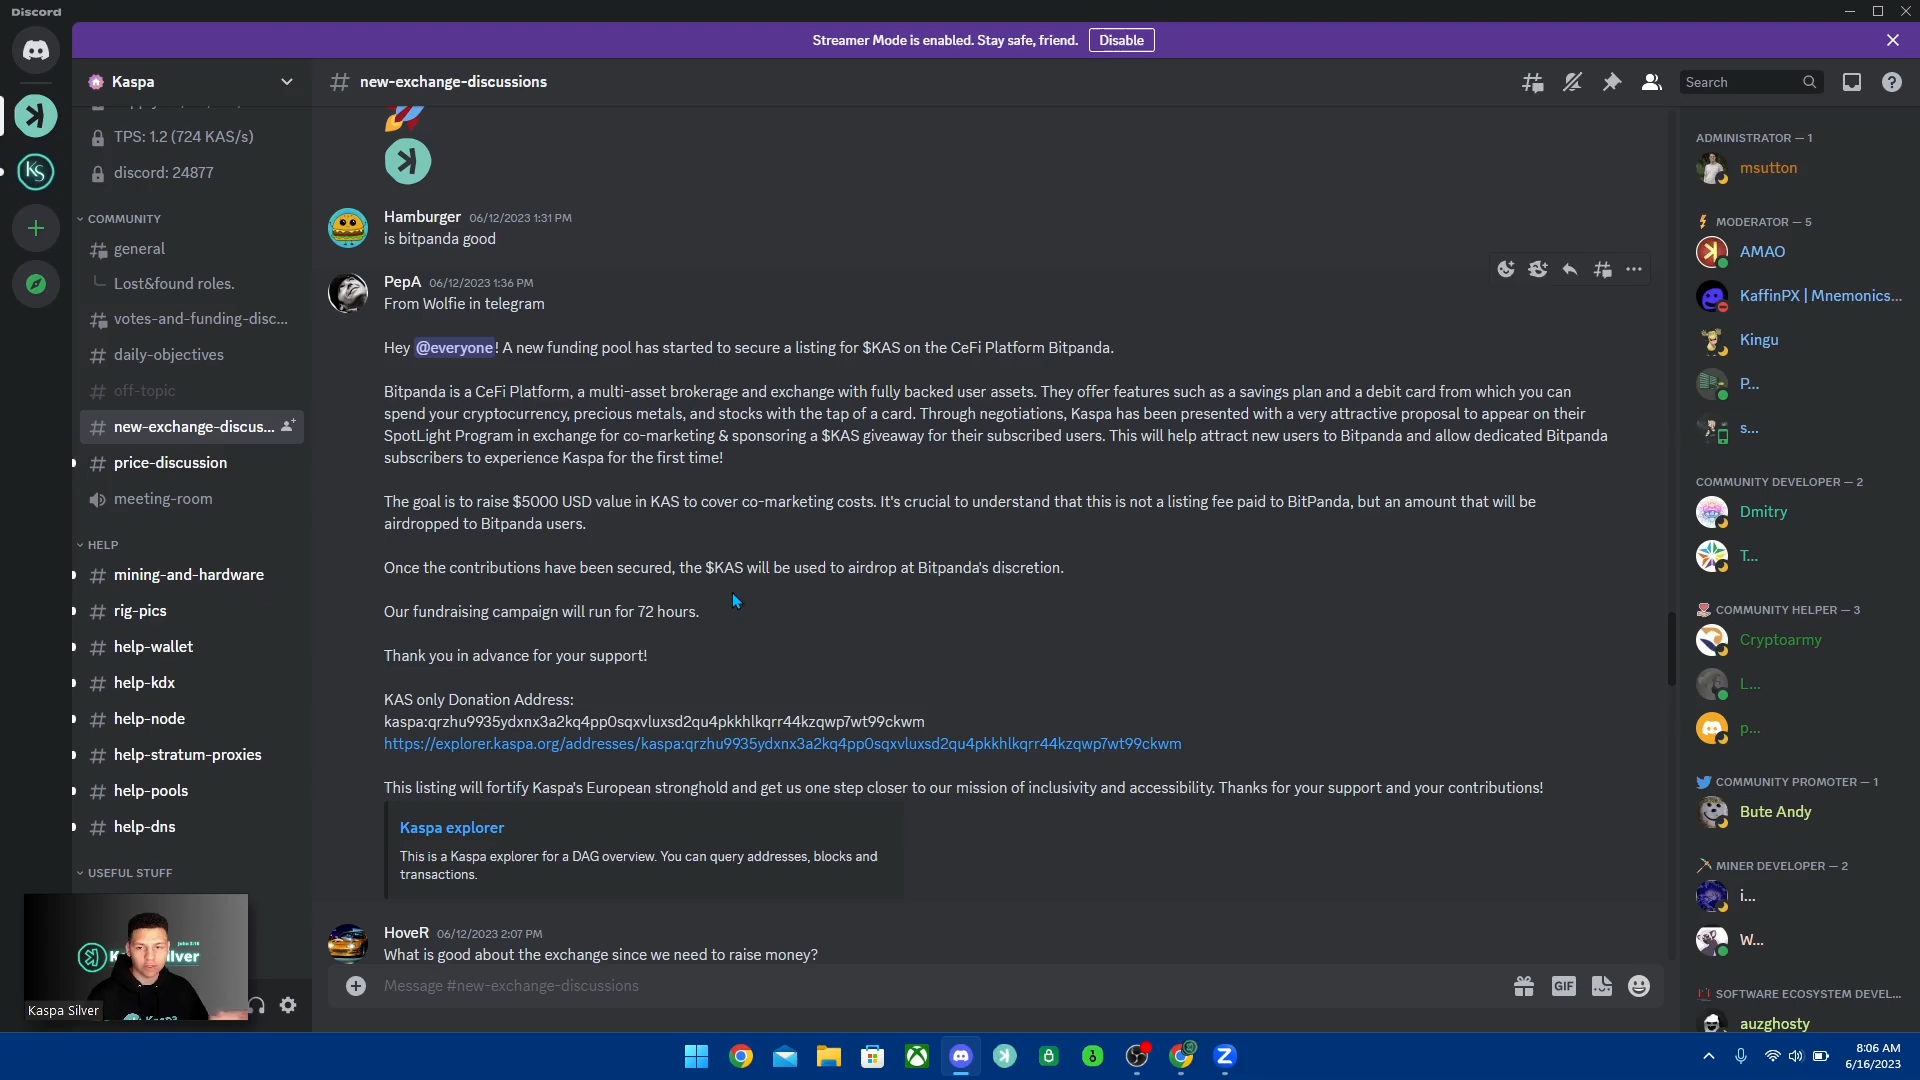 Discord
Streamer Mode is enabled. Stay safe, friend.
Disable
Kaspa
TPS: 1.2 (724 KAS/s)
discord: 24877
COMMUNITY
general
Lost&found roles.
votes-and-funding-disc...
daily-objectives
off-topic
new-exchange-discus...
price-discussion
meeting-room
HELP
mining-and-hardware
rig-pics
help-wallet
help-kdx
help-node
help-stratum-proxies
help-pools
help-dns
USEFUL STUFF
Kaspa Silver
new-exchange-discussions
Search
Hamburger 06/12/2023 1:31 PM
is bitpanda good
PepA 06/12/2023 1:36 PM
From Wolfie in telegram
Hey @everyone! A new funding pool has started to secure a listing for $KAS on the CeFi Platform Bitpanda.
Bitpanda is a CeFi Platform, a multi-asset brokerage and exchange with fully backed user assets. They offer features such as a savings plan and a debit card from which you can
spend your cryptocurrency, precious metals, and stocks with the tap of a card. Through negotiations, Kaspa has been presented with a very attractive proposal to appear on their
SpotLight Program in exchange for co-marketing & sponsoring a $KAS giveaway for their subscribed users. This will help attract new users to Bitpanda and allow dedicated Bitpanda
subscribers to experience Kaspa for the first time!
The goal is to raise $5000 USD value in KAS to cover co-marketing costs. It's crucial to understand that this is not a listing fee paid to BitPanda, but an amount that will be
airdropped to Bitpanda users.
Once the contributions have been secured, the $KAS will be used to airdrop at Bitpanda's discretion.
Our fundraising campaign will run for 72 hours.
Thank you in advance for your support!
KAS only Donation Address:
kaspa:qrzhu9935ydxnx3a2kq4pp0sqxvluxsd2qu4pkkhlkqrr44kzqwp7wt99ckwm
https://explorer.kaspa.org/addresses/kaspa:qrzhu9935ydxnx3a2kq4pp0sqxvluxsd2qu4pkkhlkqrr44kzqwp7wt99ckwm
This listing will fortify Kaspa's European stronghold and get us one step closer to our mission of inclusivity and accessibility. Thanks for your support and your contributions!
Kaspa explorer
This is a Kaspa explorer for a DAG overview. You can query addresses, blocks and
transactions.
HoveR 06/12/2023 2:07 PM
What is good about the exchange since we need to raise money?
Message #new-exchange-discussions
GIF
ADMINISTRATOR — 1
msutton
MODERATOR — 5
AMAO
KaffinPX | Mnemonics...
Kingu
P...
s...
COMMUNITY DEVELOPER — 2
Dmitry
T...
COMMUNITY HELPER — 3
Cryptoarmy
L...
p...
COMMUNITY PROMOTER — 1
Bute Andy
MINER DEVELOPER — 2
i...
W...
SOFTWARE ECOSYSTEM DEVEL...
auzghosty
8:06 AM
6/16/2023